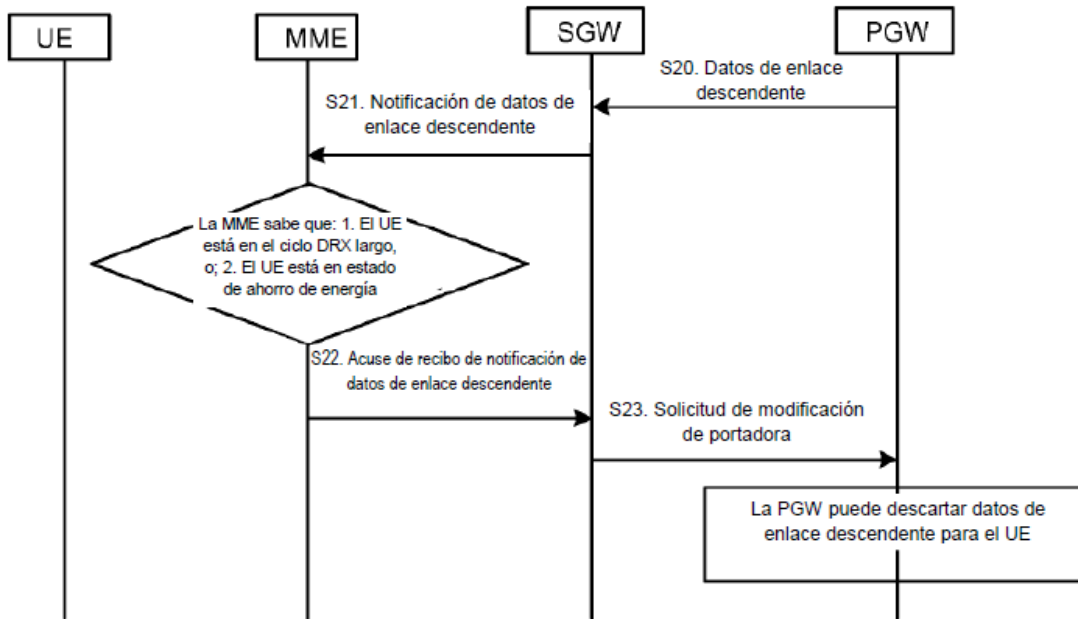 UE
MME
SGW
PGW
S20. Datos de enlace
descendente
S21. Notificación de datos de
enlace descendente
La MME sabe que: 1. El UE
está en el ciclo DRX largo,
o; 2. El UE está en estado
de ahorro de energía
S22. Acuse de recibo de notificación de
datos de enlace descendente
S23. Solicitud de modificación
de portadora
La PGW puede descartar datos de
enlace descendente para el UE